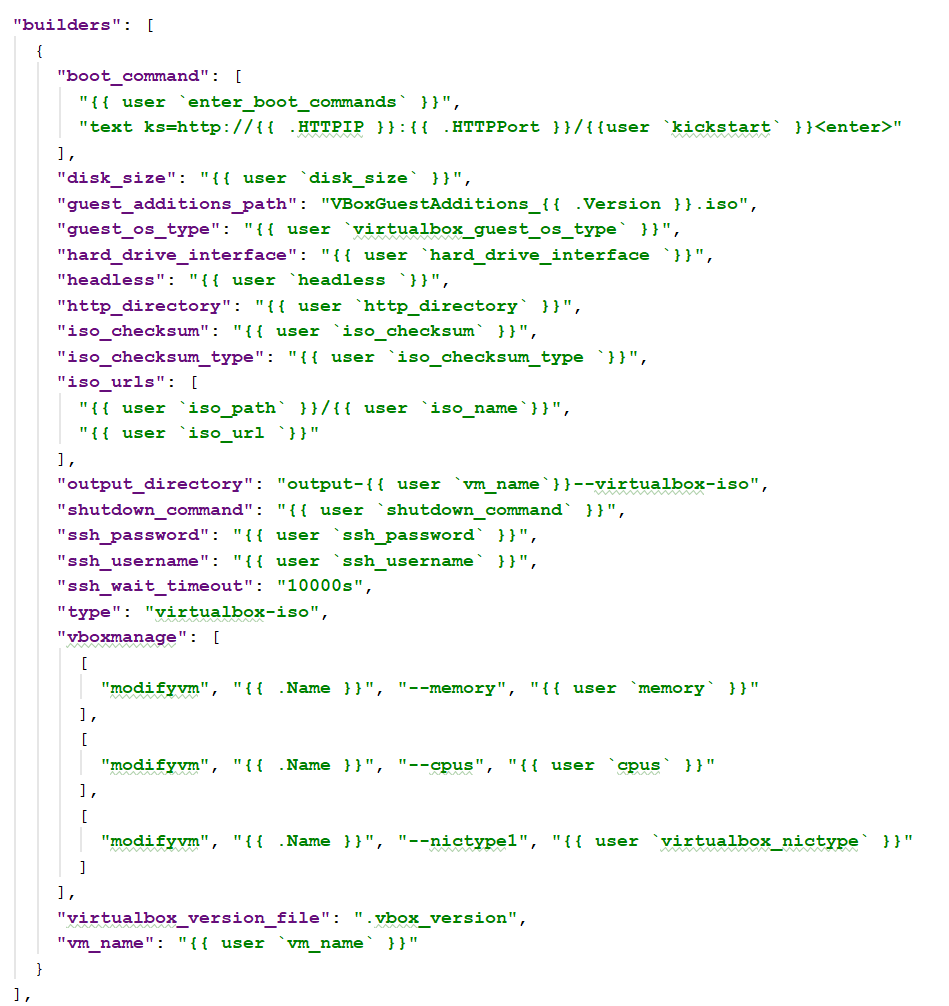 "builders": [
  {
    "boot_command": [
      "{{ user `enter_boot_commands` }}",
      "text ks=http://{{ .HTTPIP }}:{{ .HTTPPort }}/{{user `kickstart` }}<enter>"
    ],
    "disk_size": "{{ user `disk_size` }}",
    "guest_additions_path": "VBoxGuestAdditions_{{ .Version }}.iso",
    "guest_os_type": "{{ user `virtualbox_guest_os_type` }}",
    "hard_drive_interface": "{{ user `hard_drive_interface `}}",
    "headless": "{{ user `headless `}}",
    "http_directory": "{{ user `http_directory` }}",
    "iso_checksum": "{{ user `iso_checksum` }}",
    "iso_checksum_type": "{{ user `iso_checksum_type `}}",
    "iso_urls": [
      "{{ user `iso_path` }}/{{ user `iso_name`}}",
      "{{ user `iso_url `}}"
    ],
    "output_directory": "output-{{ user `vm_name`}}--virtualbox-iso",
    "shutdown_command": "{{ user `shutdown_command` }}",
    "ssh_password": "{{ user `ssh_password` }}",
    "ssh_username": "{{ user `ssh_username` }}",
    "ssh_wait_timeout": "10000s",
    "type": "virtualbox-iso",
    "vboxmanage": [
      [
        "modifyvm", "{{ .Name }}", "--memory", "{{ user `memory` }}"
      ],
      [
        "modifyvm", "{{ .Name }}", "--cpus", "{{ user `cpus` }}"
      ],
      [
        "modifyvm", "{{ .Name }}", "--nictype1", "{{ user `virtualbox_nictype` }}"
      ]
    ],
    "virtualbox_version_file": ".vbox_version",
    "vm_name": "{{ user `vm_name` }}"
  }
],